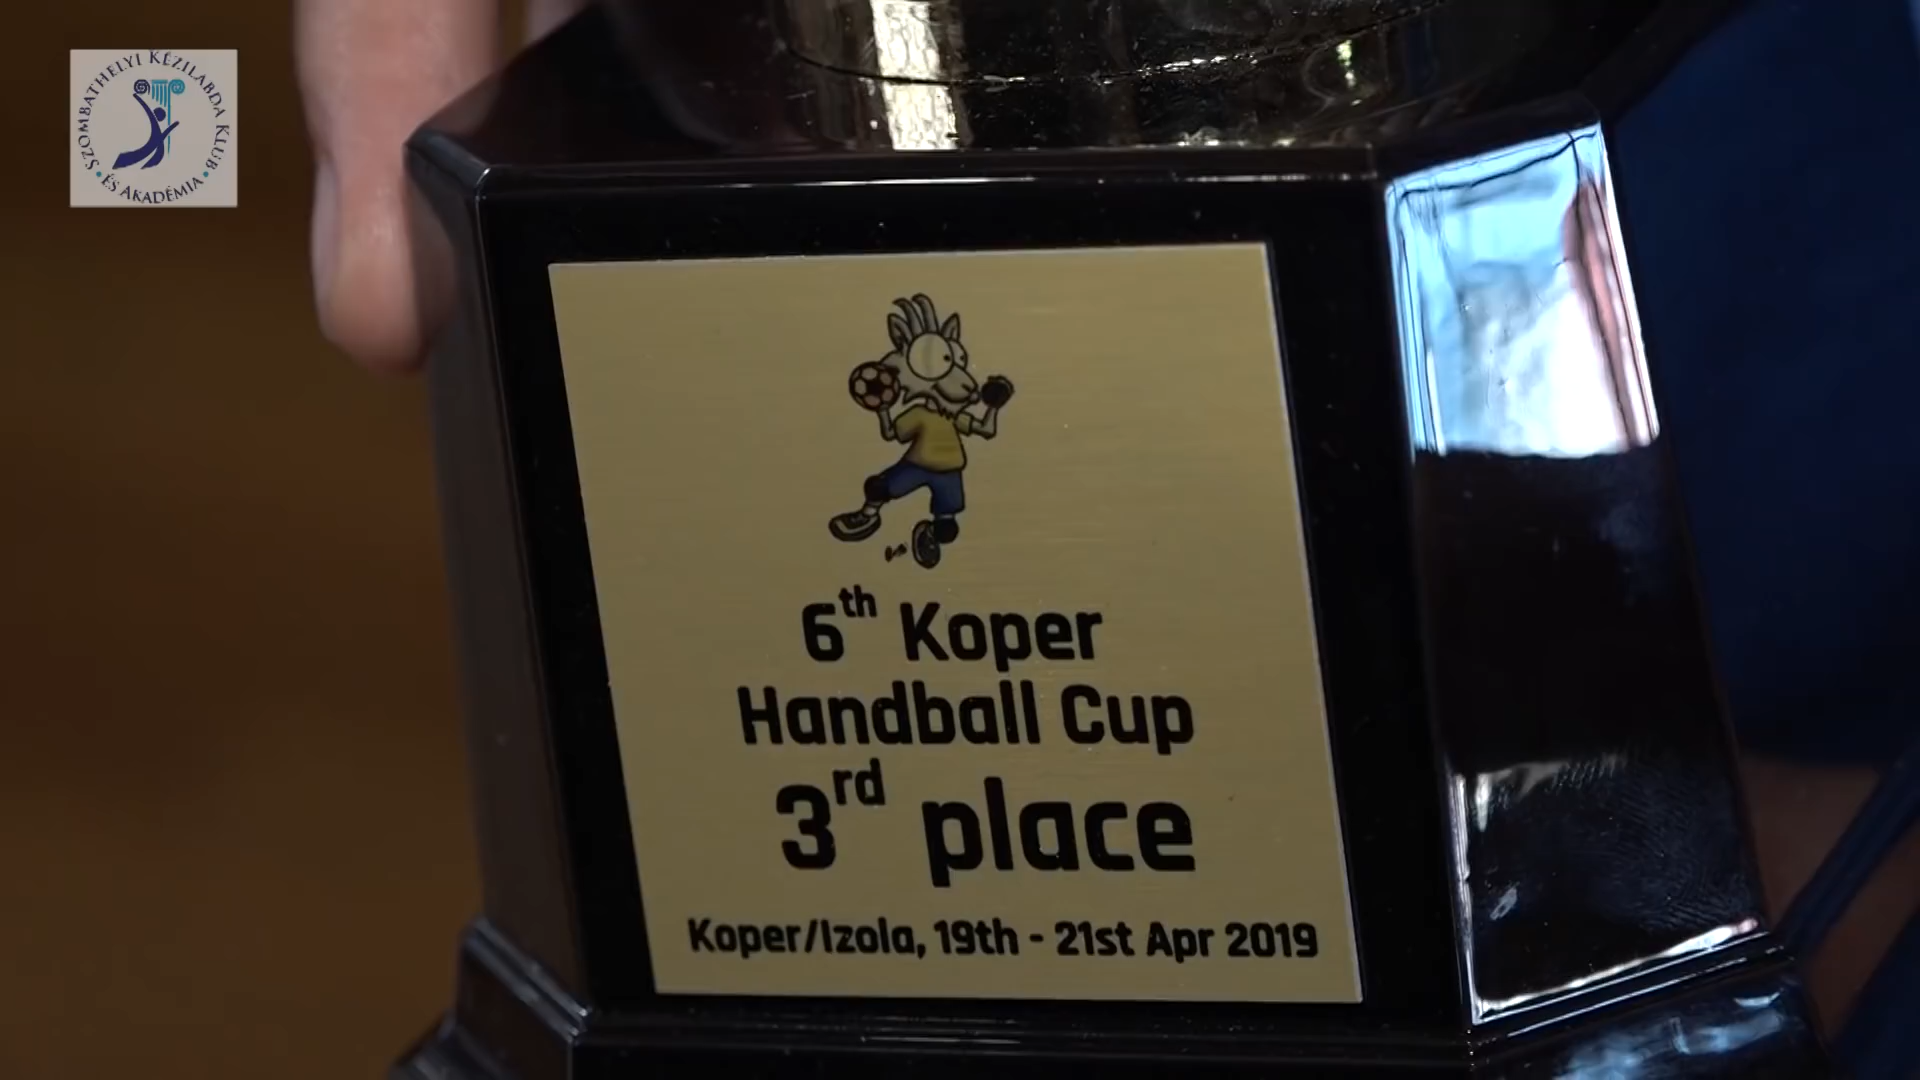 SZOMBATHELYI KÉZILABDA KLUB
ÉS AKADÉMIA
6th Koper
Handball Cup
3rd place
Koper/Izola, 19th - 21st Apr 2019